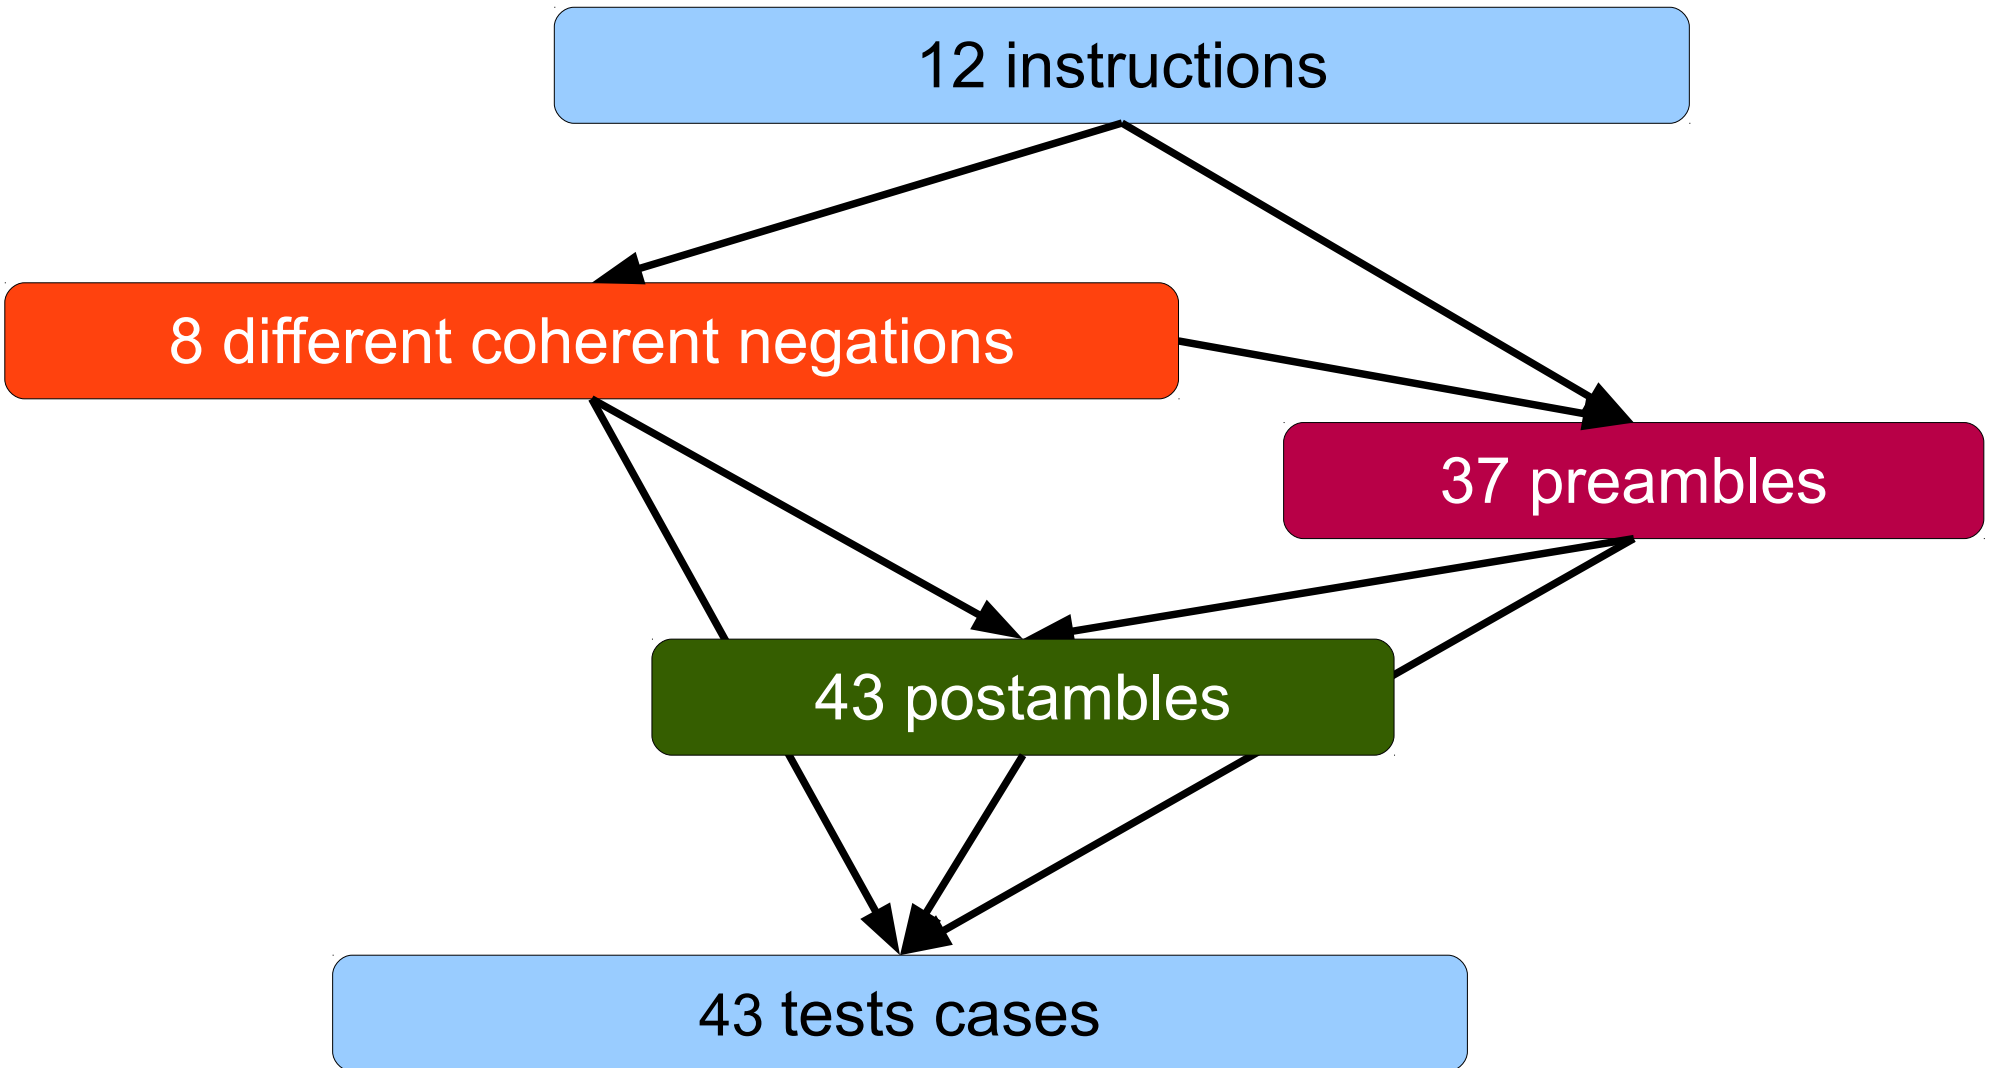 12 instructions
8 different coherent negations
37 preambles
43 postambles
43 tests cases